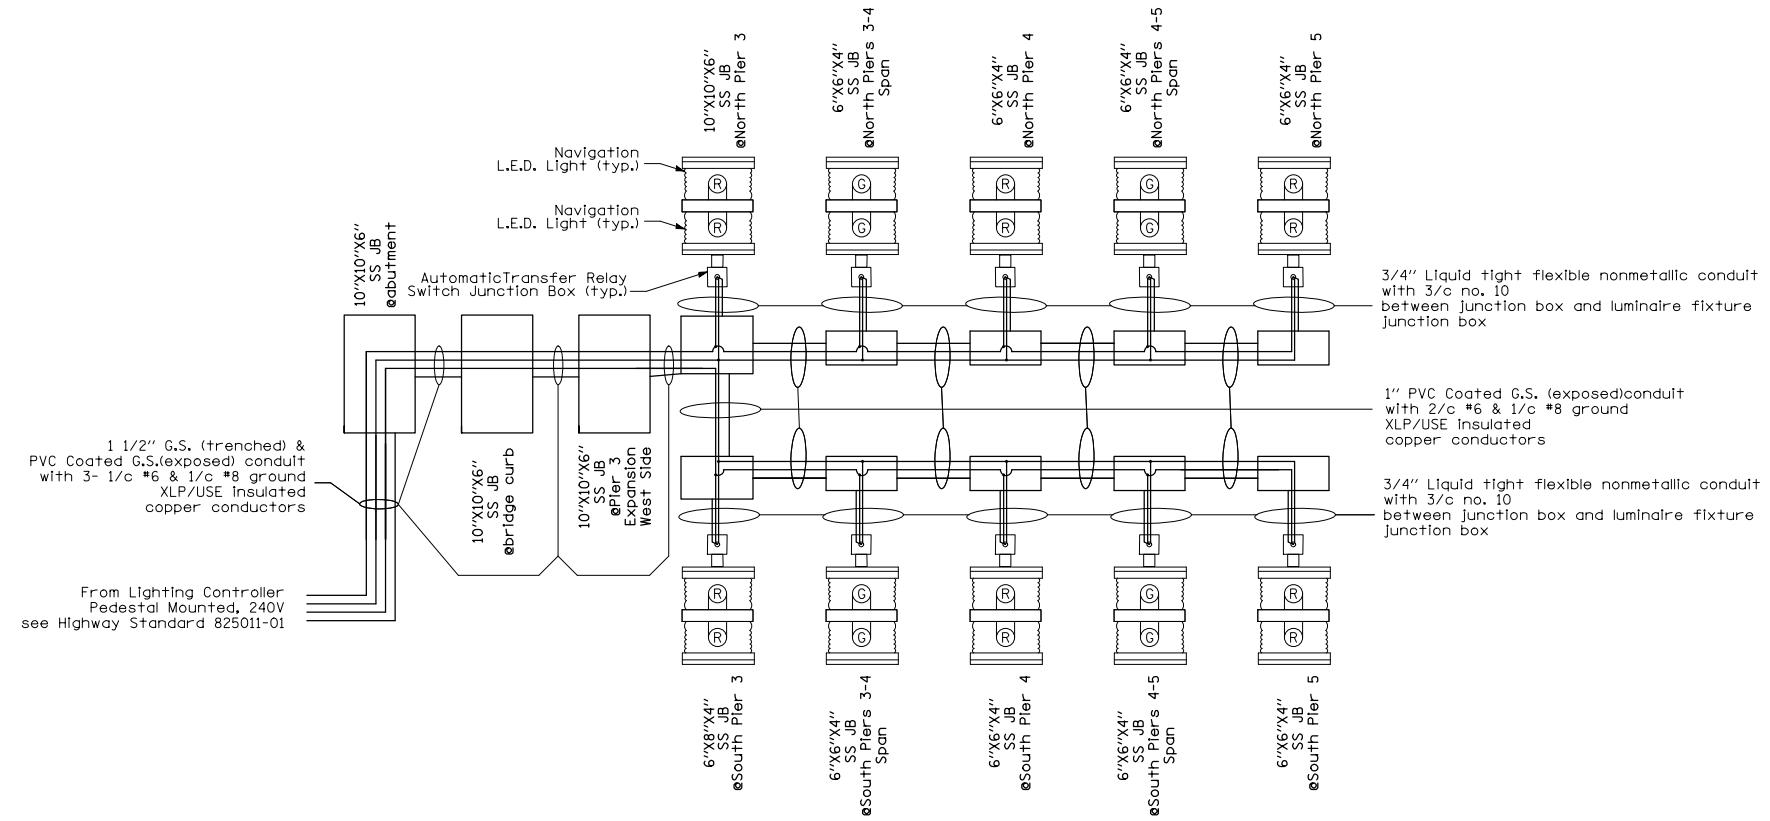 10"X10"X6"
SS JB
@North Pier 3
6"X6"X4"
SS JB
@North Piers 3-4
Span
6"X6"X4"
SS JB
@North Pier 4
6"X6"X4"
SS JB
@North Piers 4-5
Span
6"X6"X4"
SS JB
@North Pier 5
Navigation
L.E.D. Light (typ.)
Navigation
L.E.D. Light (typ.)
R
G
R
G
R
R
G
R
G
R
AutomaticTransfer Relay
Switch Junction Box (typ.)
10"X10"X6"
SS JB
@abutment
3/4" Liquid tight flexible nonmetallic conduit
with 3/c no. 10
between junction box and luminaire fixture
junction box
1" PVC Coated G.S. (exposed)conduit
with 2/c #6 & 1/c #8 ground
XLP/USE insulated
copper conductors
1 1/2" G.S. (trenched) &
PVC Coated G.S.(exposed) conduit
with 3- 1/c #6 & 1/c #8 ground
XLP/USE insulated
copper conductors
10"X10"X6"
SS JB
@bridge curb
10"X10"X6"
SS JB
@Pier 3
Expansion
West Side
3/4" Liquid tight flexible nonmetallic conduit
with 3/c no. 10
between junction box and luminaire fixture
junction box
From Lighting Controller
Pedestal Mounted, 240V
see Highway Standard 825011-01
R
G
R
G
R
R
G
R
G
R
6"X8"X4"
SS JB
@South Pier 3
6"X6"X4"
SS JB
@South Piers 3-4
Span
6"X6"X4"
SS JB
@South Pier 4
6"X6"X4"
SS JB
@South Piers 4-5
Span
6"X6"X4"
SS JB
@South Pier 5